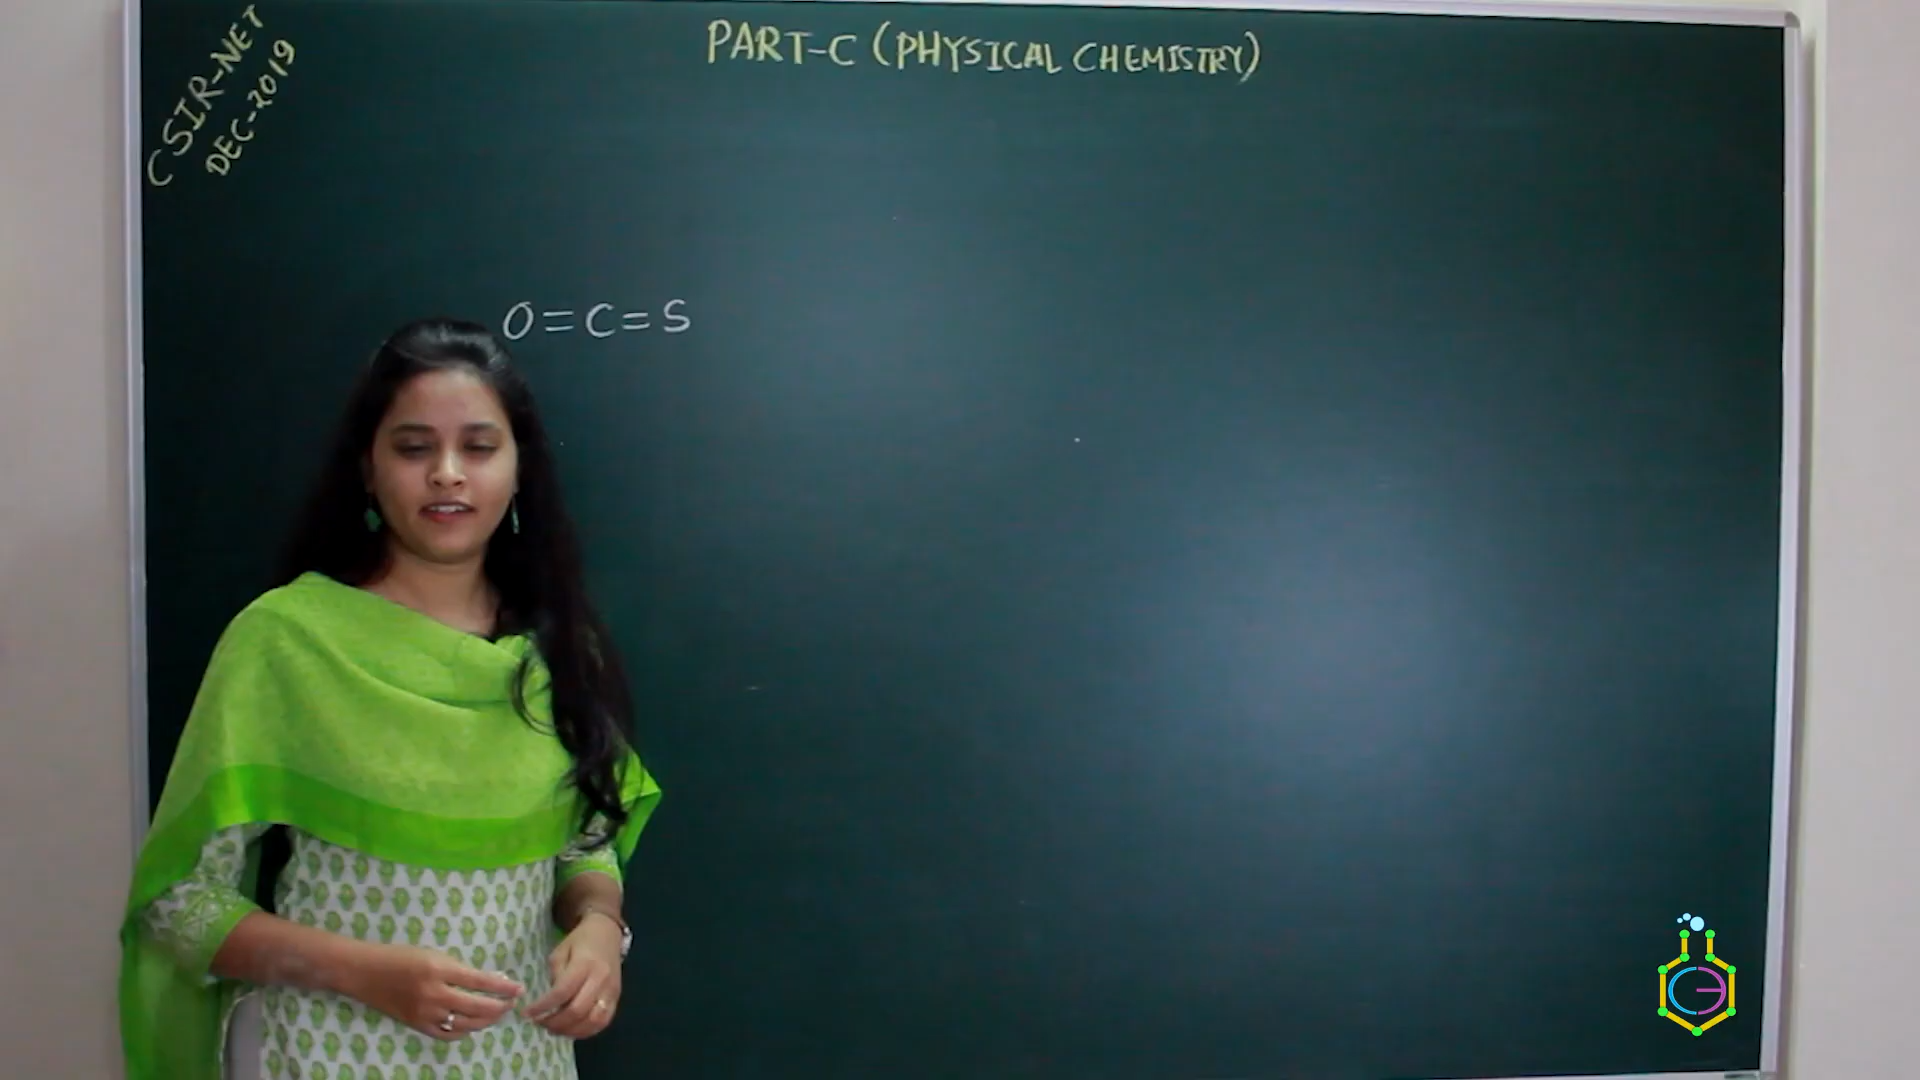 CSIR-NET
DEC-2019
PART-C (PHYSICAL CHEMISTRY)
O=C=S